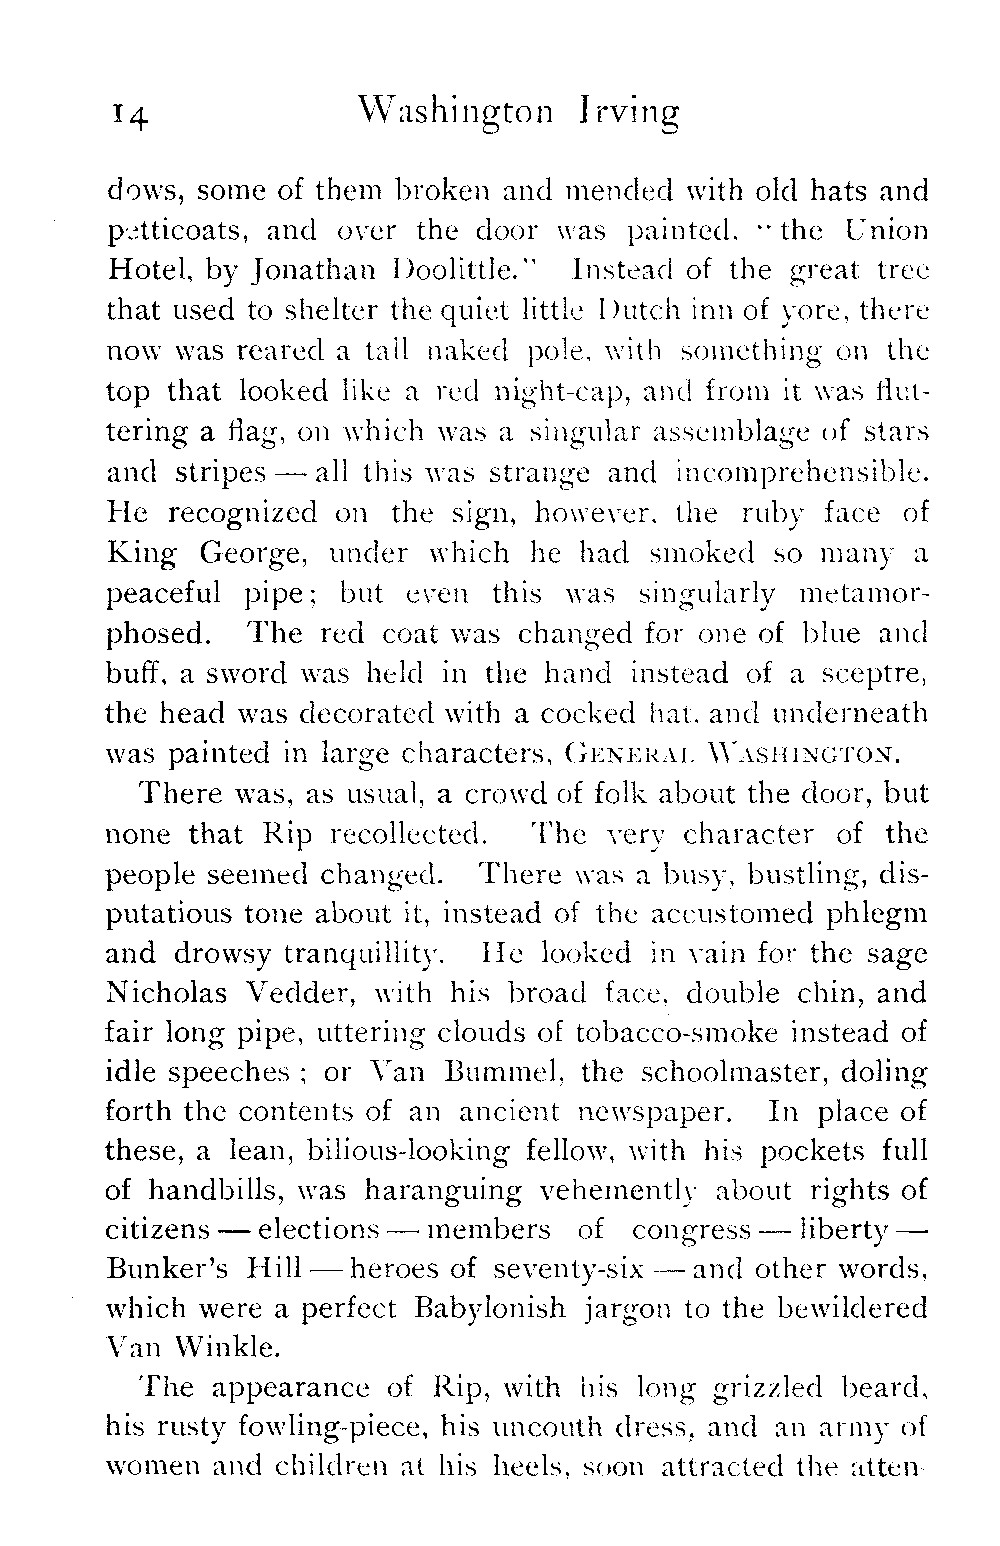 14 Washington Irving
dows, some of them broken and mended with old hats and
petticoats, and over the door was painted, "the Union
Hotel, by Jonathan Doolittle." Instead of the great tree
that used to shelter the quiet little Dutch inn of yore, there
now was reared a tall naked pole, with something on the
top that looked like a red night-cap, and from it was flut-
tering a flag, on which was a singular assemblage of stars
and stripes — all this was strange and incomprehensible.
He recognized on the sign, however, the ruby face of
King George, under which he had smoked so many a
peaceful pipe; but even this was singularly metamor-
phosed. The red coat was changed for one of blue and
buff, a sword was held in the hand instead of a sceptre,
the head was decorated with a cocked hat, and underneath
was painted in large characters, GENERAL WASHINGTON.
There was, as usual, a crowd of folk about the door, but
none that Rip recollected. The very character of the
people seemed changed. There was a busy, bustling, dis-
putatious tone about it, instead of the accustomed phlegm
and drowsy tranquillity. He looked in vain for the sage
Nicholas Vedder, with his broad face, double chin, and
fair long pipe, uttering clouds of tobacco-smoke instead of
idle speeches ; or Van Bummel, the schoolmaster, doling
forth the contents of an ancient newspaper. In place of
these, a lean, bilious-looking fellow, with his pockets full
of handbills, was haranguing vehemently about rights of
citizens — elections — members of congress — liberty —
Bunker's Hill — heroes of seventy-six — and other words,
which were a perfect Babylonish jargon to the bewildered
Van Winkle.
The appearance of Rip, with his long grizzled beard,
his rusty fowling-piece, his uncouth dress, and an army of
women and children at his heels, soon attracted the atten-